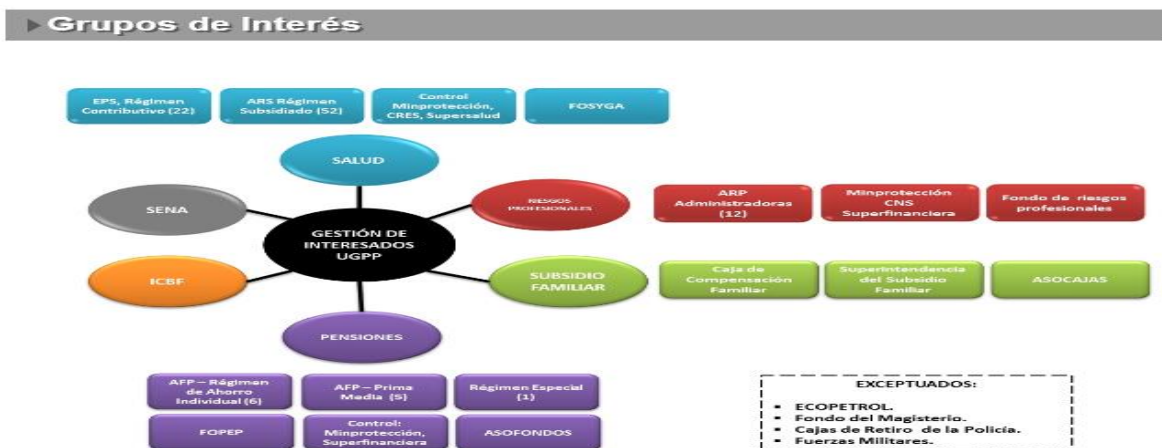 Grupos de Interés
EPS, Régimen
Contributivo (22)
ARS Régimen
Subsidiado (52)
Control
Minprotección,
CRES, Supersalud
FOSYGA
SALUD
SENA
RIESGOS
PROFESIONALES
ARP
Administradoras
(12)
Minprotección
CNS
Superfinanciera
Fondo de riesgos
profesionales
GESTIÓN DE
INTERESADOS
UGPP
ICBF
SUBSIDIO
FAMILIAR
Caja de
Compensación
Familiar
Superintendencia
del Subsidio
Familiar
ASOCAJAS
PENSIONES
AFP – Régimen
de Ahorro
Individual (6)
AFP – Prima
Media (5)
Régimen Especial
(1)
FOPEP
Control:
Minprotección,
Superfinanciera
ASOFONDOS
EXCEPTUADOS:
▪ ECOPETROL.
▪ Fondo del Magisterio.
▪ Cajas de Retiro de la Policía.
▪ Fuerzas Militares.